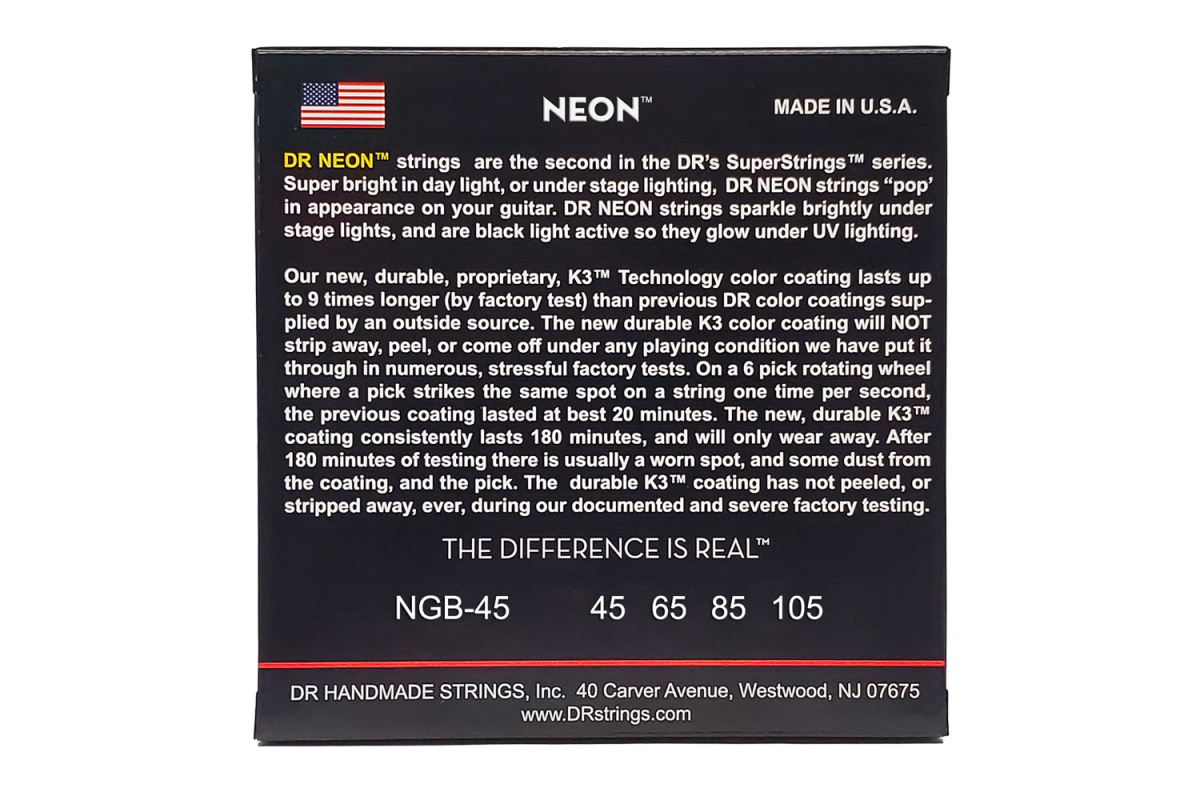 NEON™
MADE IN U.S.A.
DR NEON™ strings are the second in the DR's SuperStrings™ series.
Super bright in day light, or under stage lighting, DR NEON strings “pop’
in appearance on your guitar. DR NEON strings sparkle brightly under
stage lights, and are black light active so they glow under UV lighting.
Our new, durable, proprietary, K3™ Technology color coating lasts up
to 9 times longer (by factory test) than previous DR color coatings sup-
plied by an outside source. The new durable K3 color coating will NOT
strip away, peel, or come off under any playing condition we have put it
through in numerous, stressful factory tests. On a 6 pick rotating wheel
where a pick strikes the same spot on a string one time per second,
the previous coating lasted at best 20 minutes. The new, durable K3™
coating consistently lasts 180 minutes, and will only wear away. After
180 minutes of testing there is usually a worn spot, and some dust from
the coating, and the pick. The durable K3™ coating has not peeled, or
stripped away, ever, during our documented and severe factory testing.
THE DIFFERENCE IS REAL™
NGB-45 45 65 85 105
DR HANDMADE STRINGS, Inc. 40 Carver Avenue, Westwood, NJ 07675
www.DRstrings.com